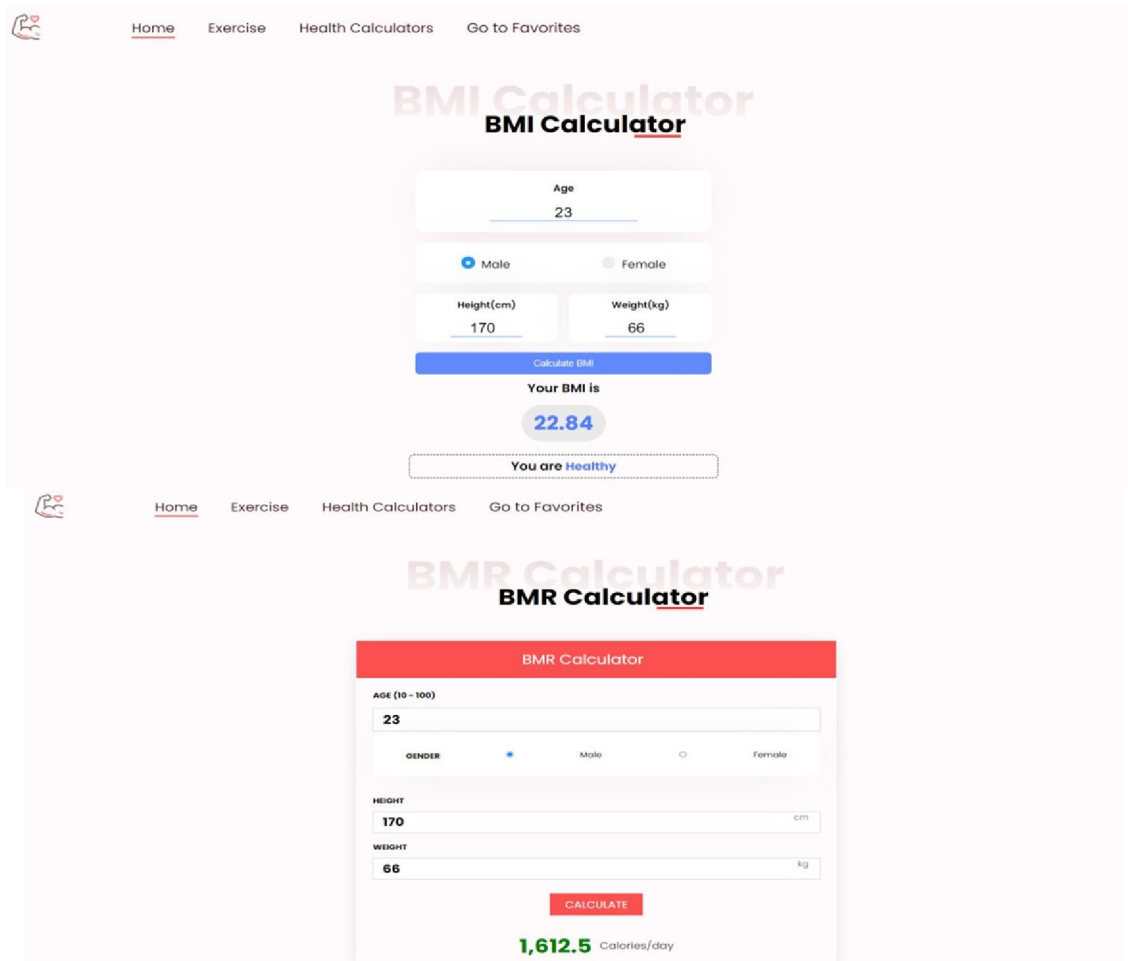 Home Exercise Health Calculators Go to Favorites
BMI Calculator
BMI Calculator
Age
23
Male Female
Height(cm) Weight(kg)
170 66
Calculate BMI
Your BMI is
22.84
You are Healthy
Home Exercise Health Calculators Go to Favorites
BMR Calculator
BMR Calculator
BMR Calculator
AGE (10 - 100)
23
GENDER Male Female
HEIGHT
170 cm
WEIGHT
66 kg
CALCULATE
1,612.5 Calories/day